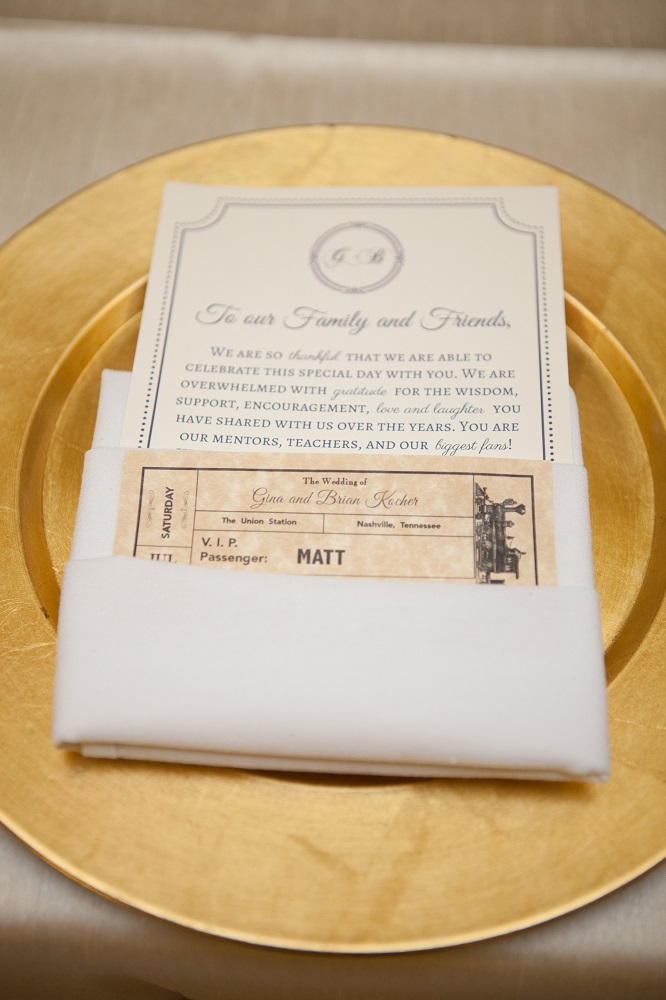 G B
To our Family and Friends,
WE ARE SO thankful THAT WE ARE ABLE TO
CELEBRATE THIS SPECIAL DAY WITH YOU. WE ARE
OVERWHELMED WITH gratitude FOR THE WISDOM,
SUPPORT, ENCOURAGEMENT, love and laughter YOU
HAVE SHARED WITH US OVER THE YEARS. YOU ARE
OUR MENTORS, TEACHERS, AND OUR biggest fans!
SATURDAY
JUL
The Wedding of
Gina and Brian Kocher
The Union Station Nashville, Tennessee
V. I. P.
Passenger: MATT